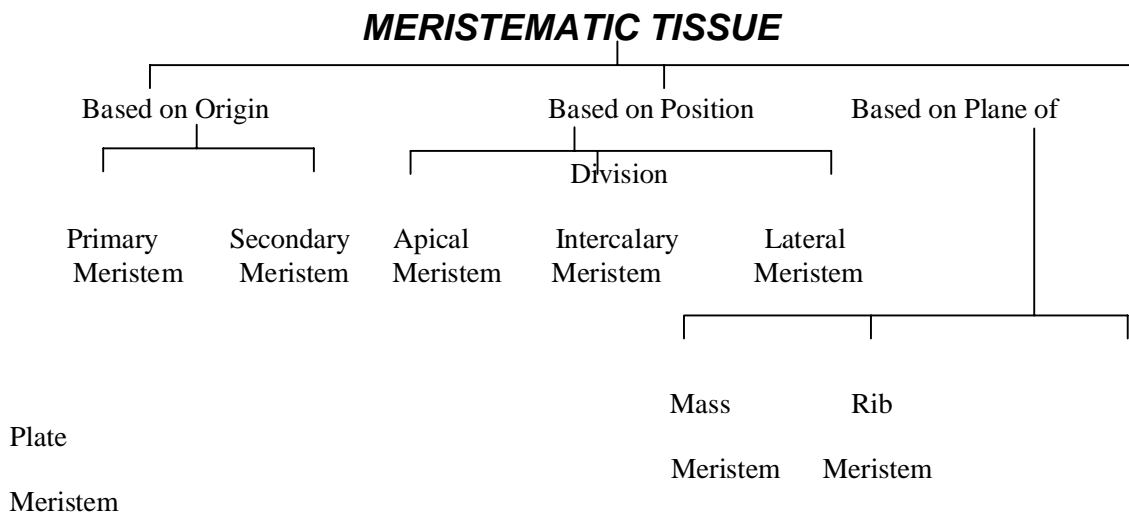 MERISTEMATIC TISSUE
Based on Origin Based on Position Based on Plane of
Division
Primary Secondary Apical Intercalary Lateral
Meristem Meristem Meristem Meristem Meristem
Mass Rib
Plate
Meristem Meristem
Meristem